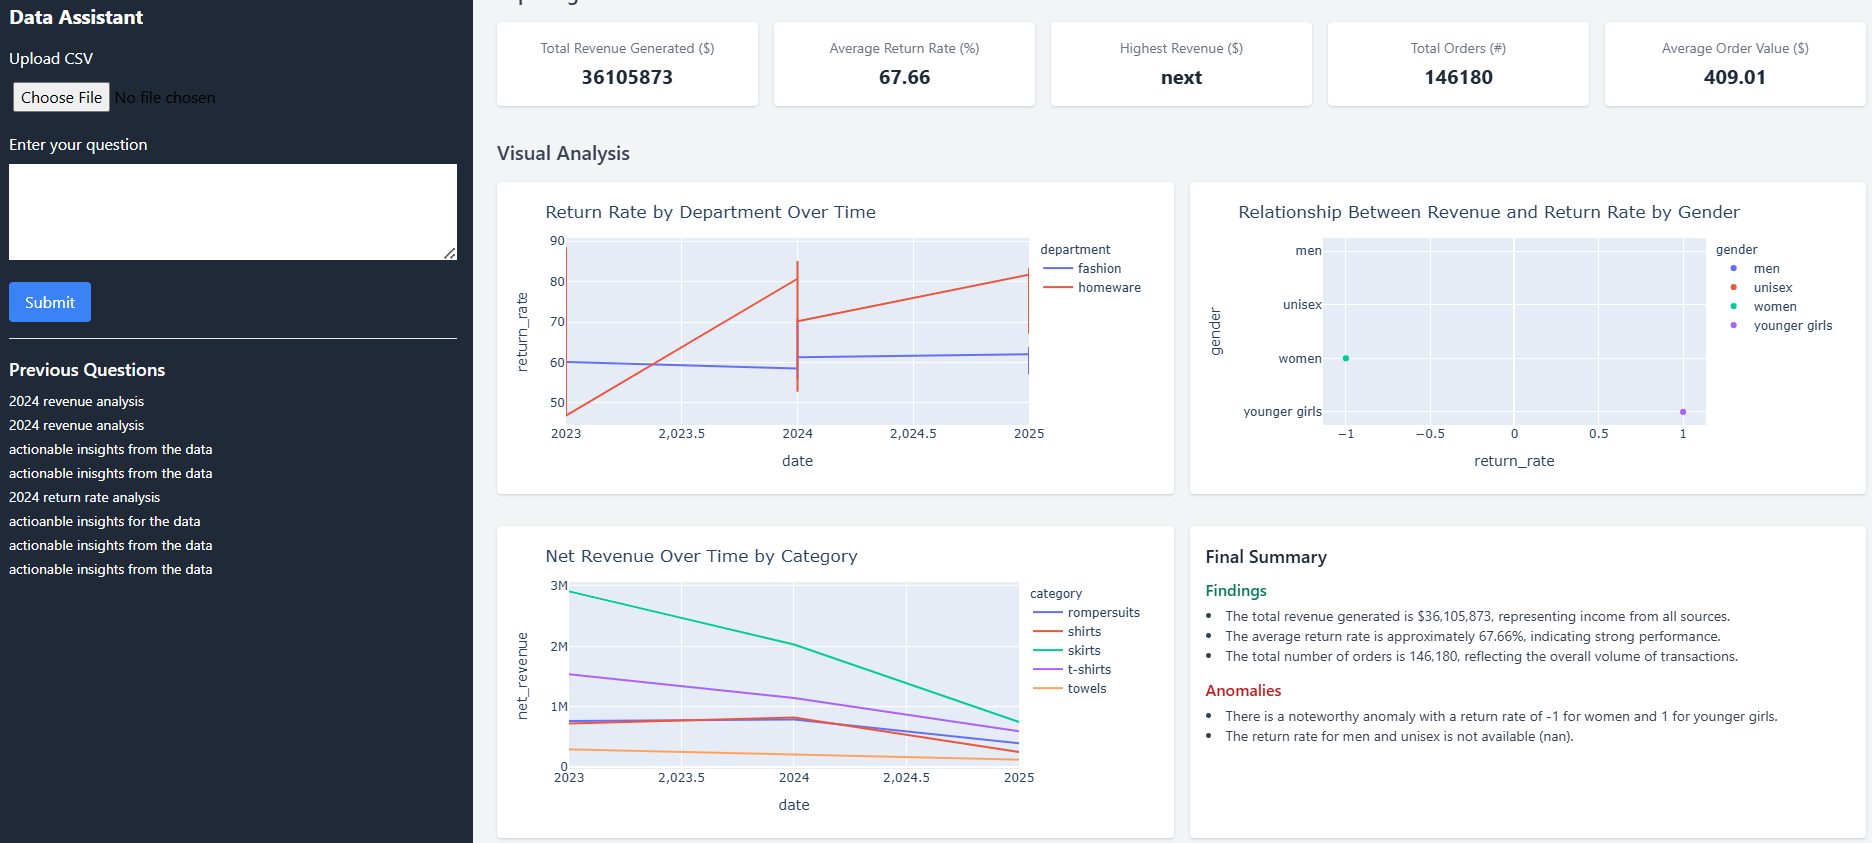 Data Assistant
Upload CSV
Choose File No file chosen
Enter your question
Submit
Previous Questions
2024 revenue analysis
2024 revenue analysis
actionable insights from the data
actionable inisghts from the data
2024 return rate analysis
actioanble insights for the data
actionable insights from the data
actionable insights from the data
Total Revenue Generated ($)
36105873
Average Return Rate (%)
67.66
Highest Revenue ($)
next
Total Orders (#)
146180
Average Order Value ($)
409.01
Visual Analysis
Return Rate by Department Over Time
return_rate
90
80
70
60
50
2023 2,023.5 2024 2,024.5 2025
date
department
fashion
homeware
Relationship Between Revenue and Return Rate by Gender
gender
men
unisex
women
younger girls
−1 −0.5 0 0.5 1
return_rate
gender
men
unisex
women
younger girls
Net Revenue Over Time by Category
net_revenue
3M
2M
1M
0
2023 2,023.5 2024 2,024.5 2025
date
category
rompersuits
shirts
skirts
t-shirts
towels
Final Summary
Findings
• The total revenue generated is $36,105,873, representing income from all sources.
• The average return rate is approximately 67.66%, indicating strong performance.
• The total number of orders is 146,180, reflecting the overall volume of transactions.
Anomalies
• There is a noteworthy anomaly with a return rate of -1 for women and 1 for younger girls.
• The return rate for men and unisex is not available (nan).